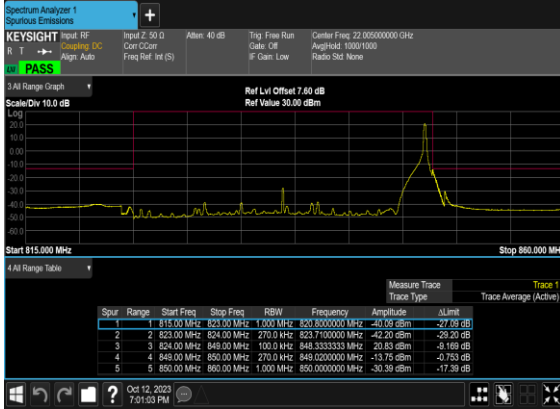 Spectrum Analyzer 1
Spurious Emissions
+
KEYSIGHT Input: RF Input Z: 50 Ω Atten: 40 dB Trig: Free Run Center Freq: 22.005000000 GHz
R T Coupling: DC Corr CCorr Gate: Off Avg|Hold: 1000/1000
Align: Auto Freq Ref: Int (S) IF Gain: Low Radio Std: None
PASS
3 All Range Graph
Ref Lvl Offset 7.60 dB
Scale/Div 10.0 dB Ref Value 30.00 dBm
Log
20.0
10.0
0.00
-10.0
-20.0
-30.0
-40.0
-50.0
-60.0
Start 815.000 MHz Stop 860.000 MH
4 All Range Table
Measure Trace Trace 1
Trace Type Trace Average (Active)
Spur Range Start Freq Stop Freq RBW Frequency Amplitude ΔLimit
1 1 815.00 MHz 823.00 MHz 1.000 MHz 820.8000000 MHz -40.09 dBm -27.09 dB
2 2 823.00 MHz 824.00 MHz 270.0 kHz 823.7100000 MHz -42.20 dBm -29.20 dB
3 3 824.00 MHz 849.00 MHz 100.0 kHz 848.3333333 MHz 20.83 dBm -9.169 dB
4 4 849.00 MHz 850.00 MHz 270.0 kHz 849.0200000 MHz -13.75 dBm -0.753 dB
5 5 850.00 MHz 860.00 MHz 1.000 MHz 850.0000000 MHz -30.39 dBm -17.39 dB
? Oct 12, 2023
7:01:03 PM